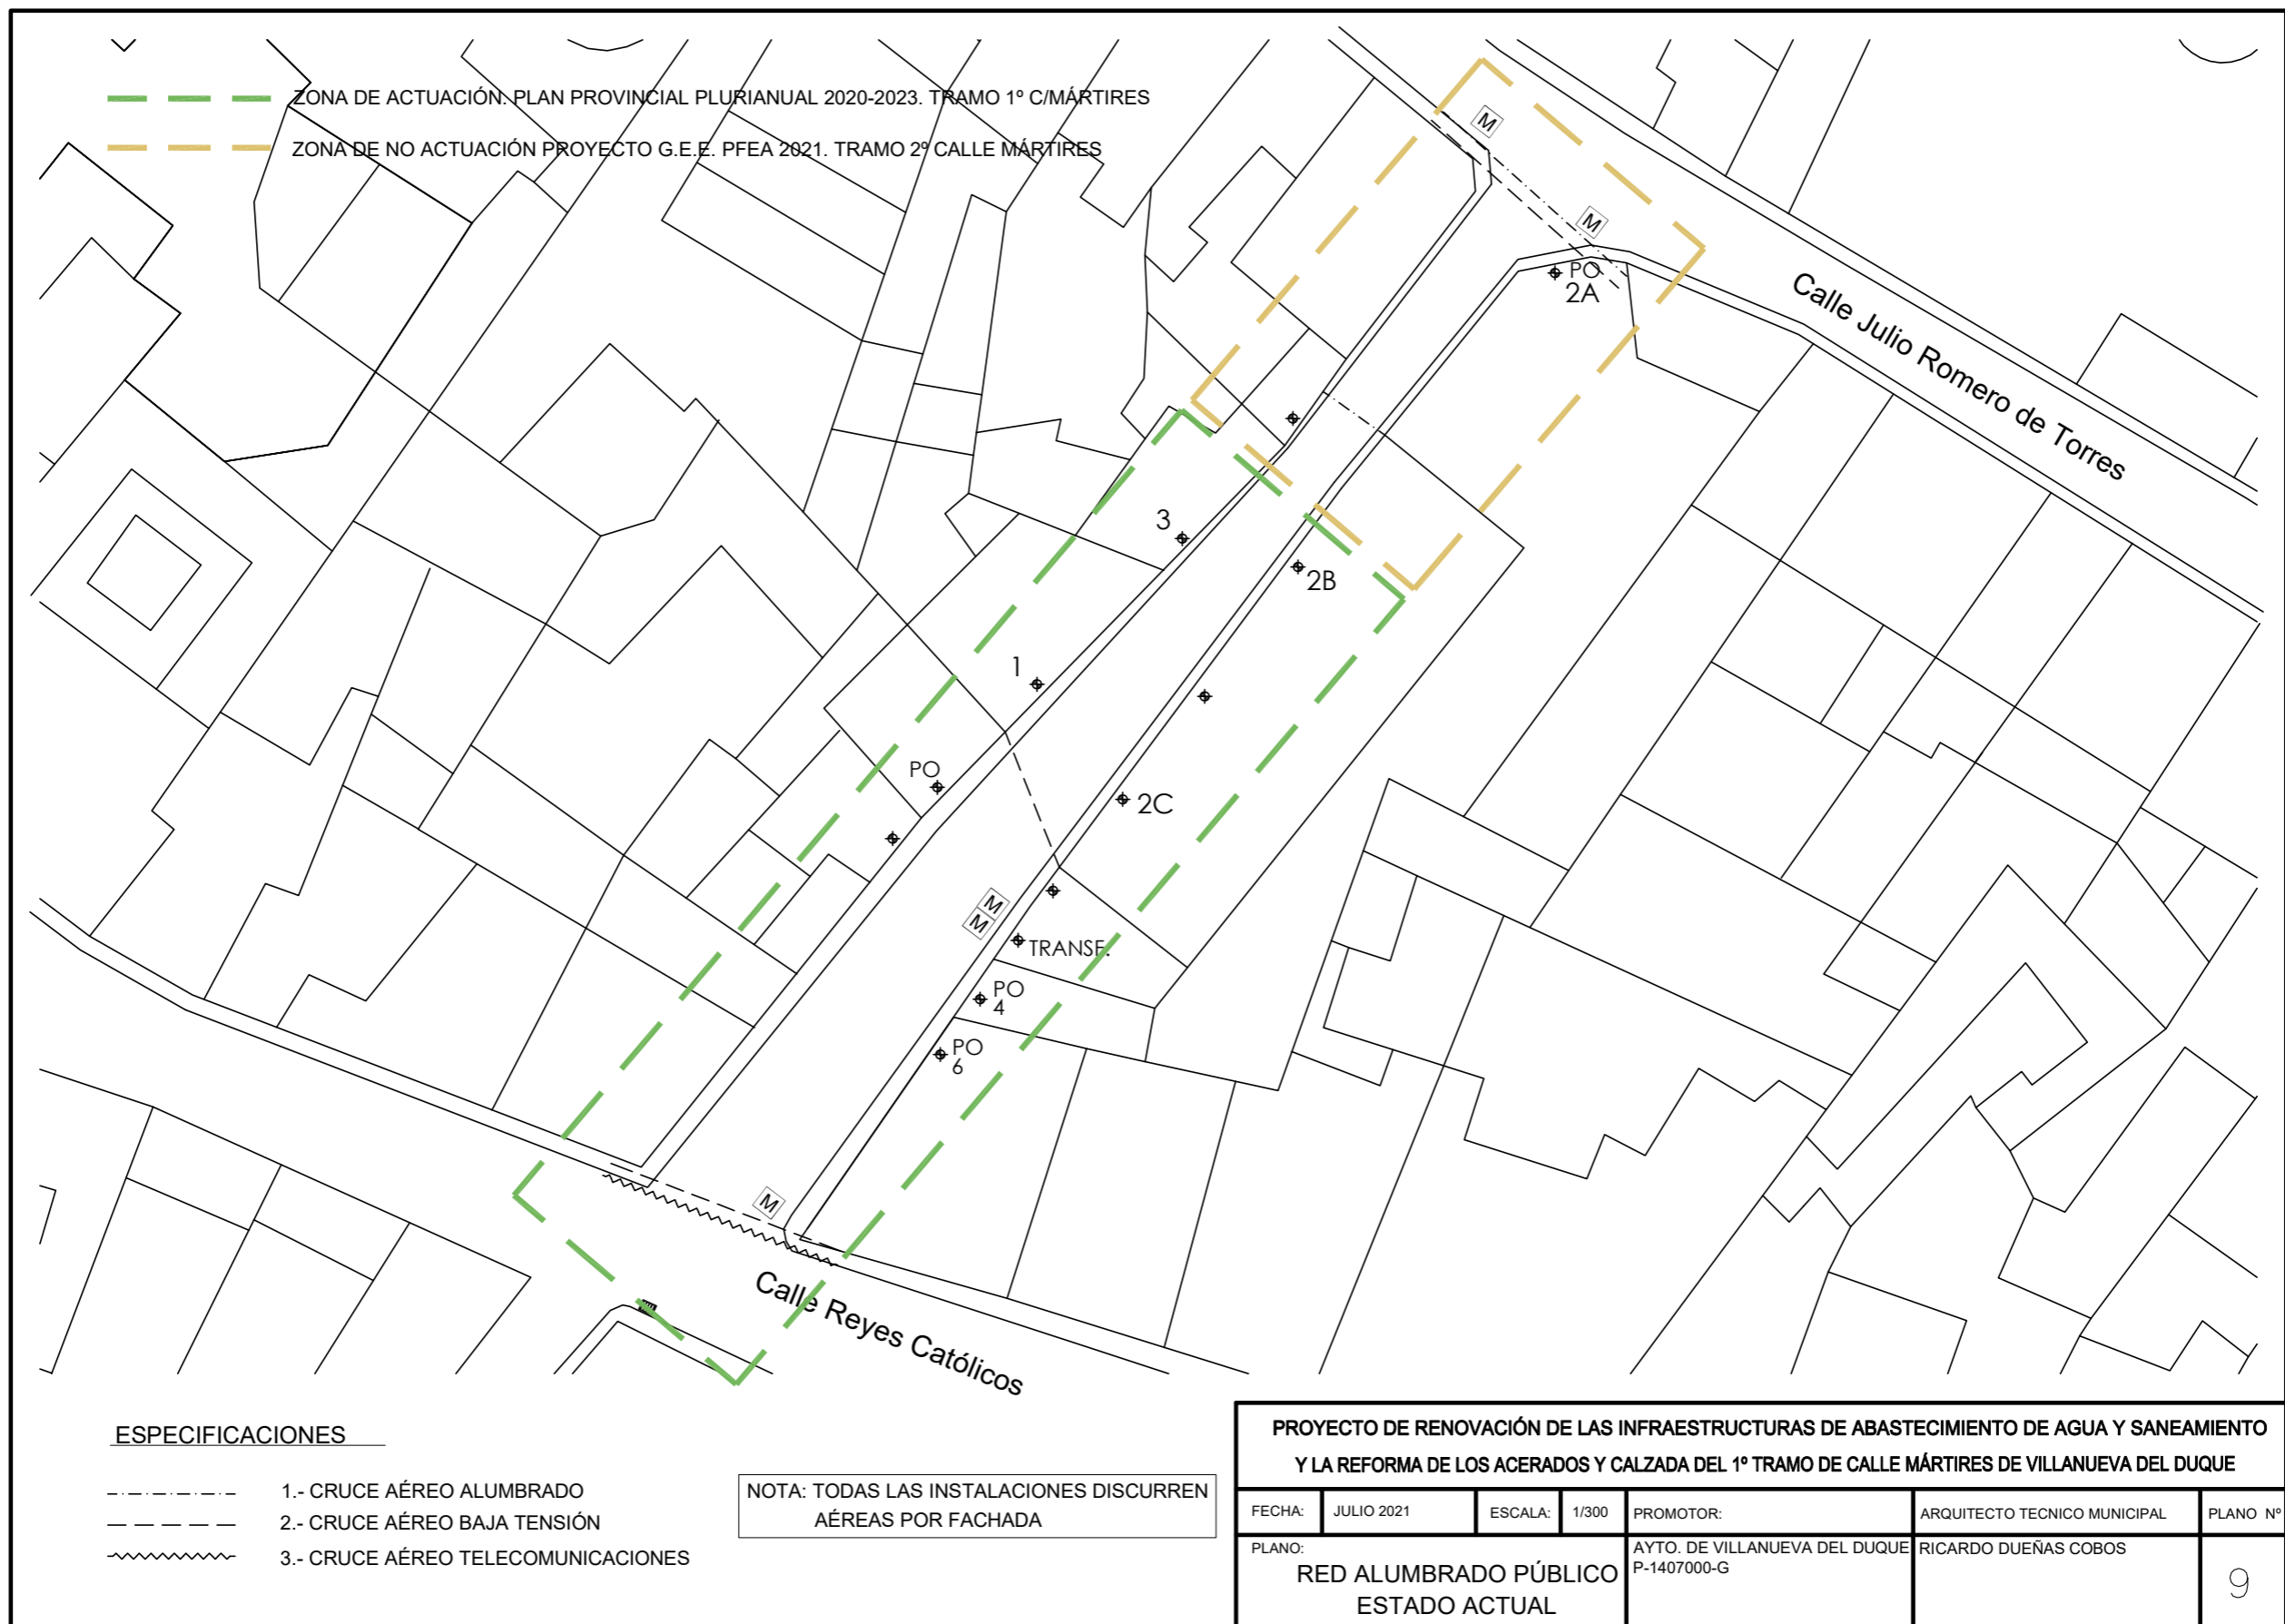 ZONA DE ACTUACIÓN. PLAN PROVINCIAL PLURIANUAL 2020-2023. TRAMO 1º C/MÁRTIRES
ZONA DE NO ACTUACIÓN PROYECTO G.E.E. PFEA 2021. TRAMO 2º CALLE MÁRTIRES
M
M
PO
2A
Calle Julio Romero de Torres
3
2B
1
PO
2C
M
M
TRANSF.
PO
4
PO
6
M
Calle Reyes Católicos
ESPECIFICACIONES
1.- CRUCE AÉREO ALUMBRADO
2.- CRUCE AÉREO BAJA TENSIÓN
3.- CRUCE AÉREO TELECOMUNICACIONES
NOTA: TODAS LAS INSTALACIONES DISCURREN
AÉREAS POR FACHADA
PROYECTO DE RENOVACIÓN DE LAS INFRAESTRUCTURAS DE ABASTECIMIENTO DE AGUA Y SANEAMIENTO
Y LA REFORMA DE LOS ACERADOS Y CALZADA DEL 1º TRAMO DE CALLE MÁRTIRES DE VILLANUEVA DEL DUQUE
FECHA: JULIO 2021 ESCALA: 1/300 PROMOTOR: ARQUITECTO TECNICO MUNICIPAL PLANO Nº
PLANO:
RED ALUMBRADO PÚBLICO
ESTADO ACTUAL
AYTO. DE VILLANUEVA DEL DUQUE
P-1407000-G
RICARDO DUEÑAS COBOS
9